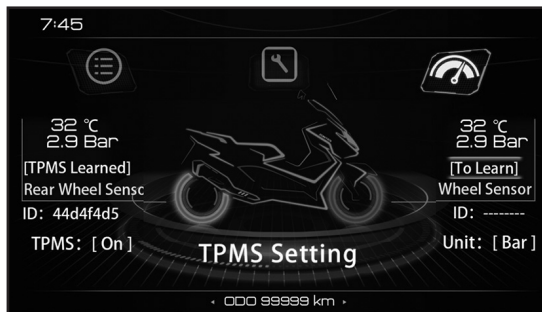 7:45
32 ℃
2.9 Bar
[TPMS Learned]
Rear Wheel Sensc
ID: 44d4f4d5
TPMS: [ On ]
32 ℃
2.9 Bar
[To Learn]
Wheel Sensor
ID: --------
Unit: [ Bar ]
TPMS Setting
ODO 99999 km